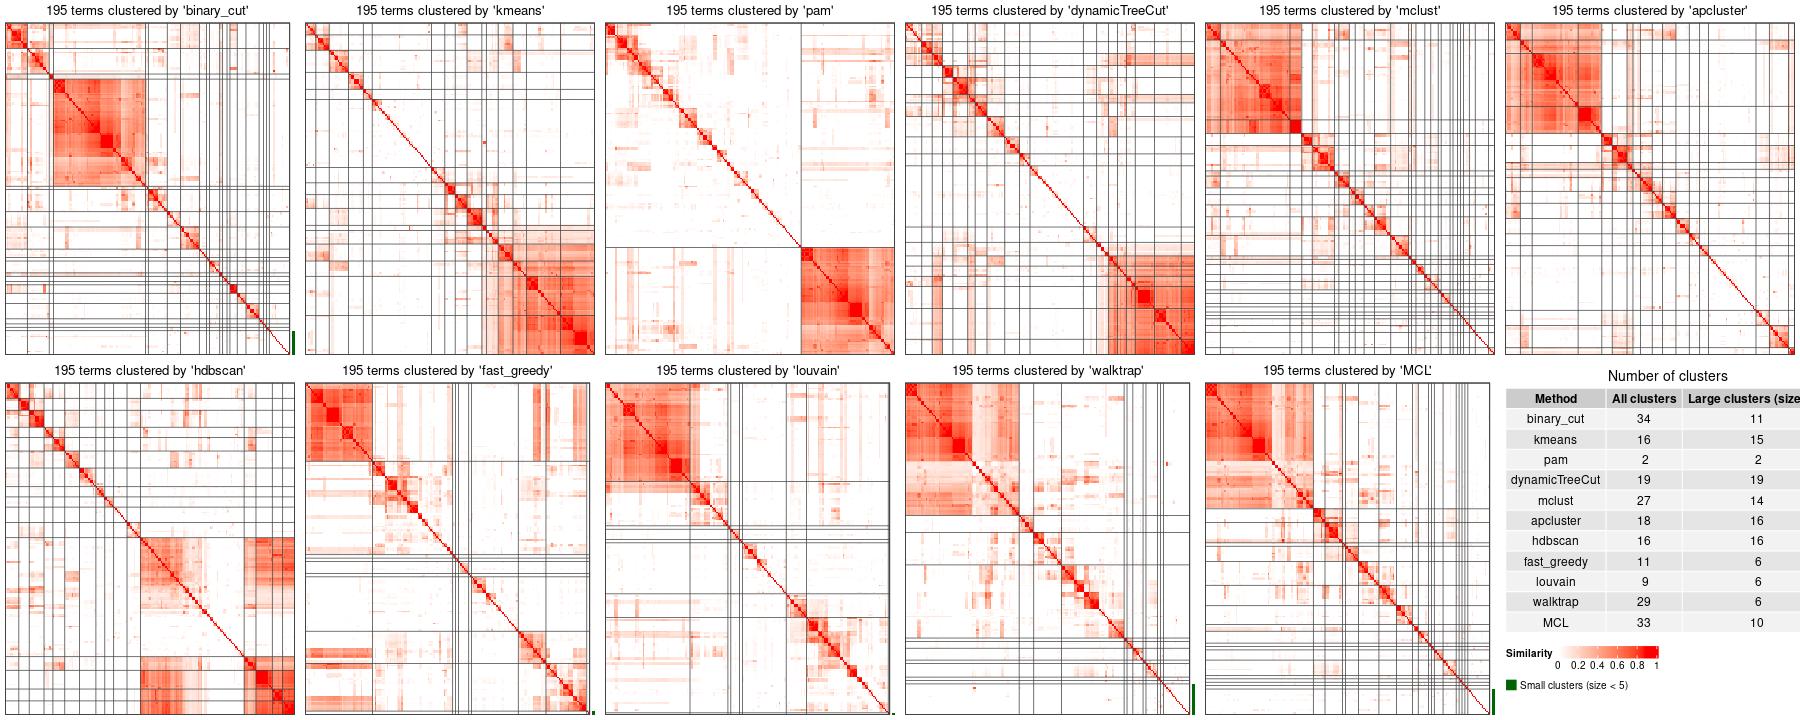 195 terms clustered by 'binary_cut'
195 terms clustered by 'kmeans'
195 terms clustered by 'pam'
195 terms clustered by 'dynamicTreeCut'
195 terms clustered by 'mclust'
195 terms clustered by 'apcluster'
195 terms clustered by 'hdbscan'
195 terms clustered by 'fast_greedy'
195 terms clustered by 'louvain'
195 terms clustered by 'walktrap'
195 terms clustered by 'MCL'
Number of clusters
Method All clusters Large clusters (size
binary_cut 34 11
kmeans 16 15
pam 2 2
dynamicTreeCut 19 19
mclust 27 14
apcluster 18 16
hdbscan 16 16
fast_greedy 11 6
louvain 9 6
walktrap 29 6
MCL 33 10
Similarity
0 0.2 0.4 0.6 0.8 1
Small clusters (size < 5)